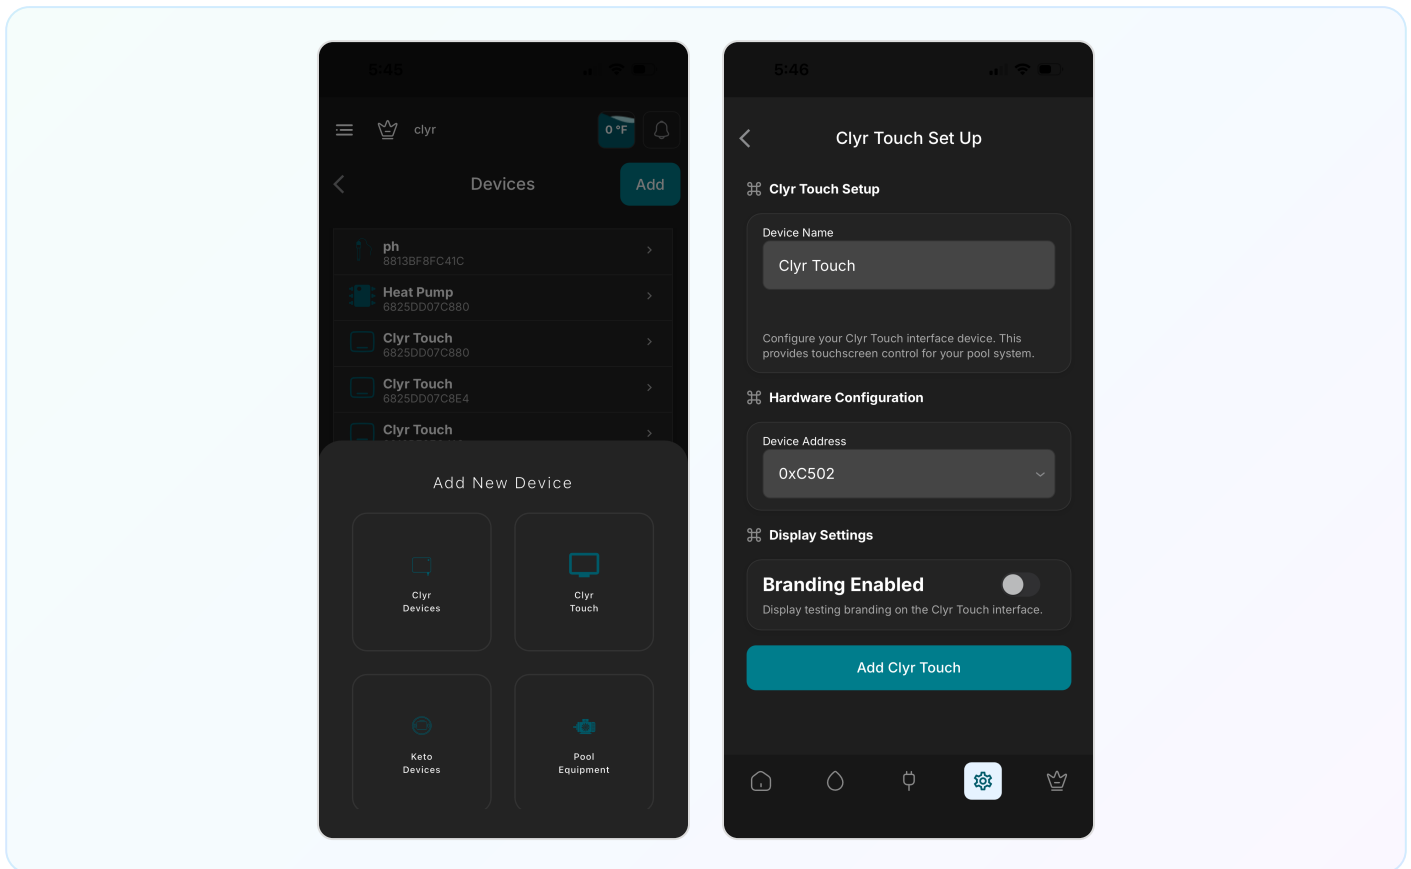 5:45
clyr
0 °F
Devices
Add
ph
8813BF8FC41C
Heat Pump
6825DD07C880
Clyr Touch
6825DD07C880
Clyr Touch
6825DD07C8E4
Clyr Touch
Add New Device
Clyr
Devices
Clyr
Touch
Keto
Devices
Pool
Equipment
5:46
Clyr Touch Set Up
Clyr Touch Setup
Device Name
Clyr Touch
Configure your Clyr Touch interface device. This
provides touchscreen control for your pool system.
Hardware Configuration
Device Address
0xC502
Display Settings
Branding Enabled
Display testing branding on the Clyr Touch interface.
Add Clyr Touch